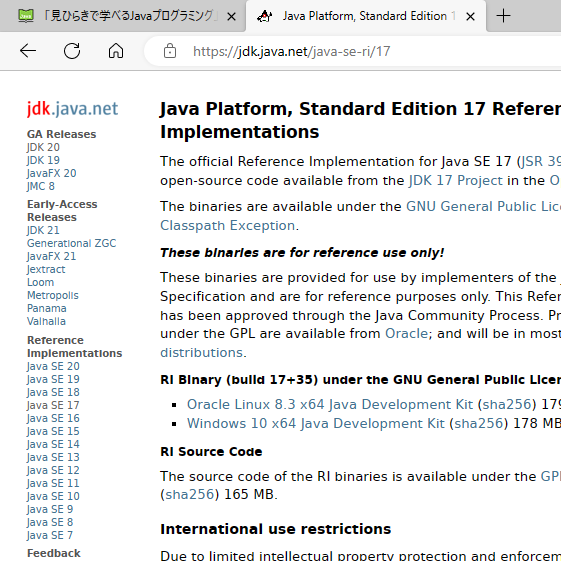 「見ひらきで学べるJavaプログラミング」
Java Platform, Standard Edition
https://jdk.java.net/java-se-ri/17
jdk.java.net
GA Releases
JDK 20
JDK 19
JavaFX 20
JMC 8
Early-Access
Releases
JDK 21
Generational ZGC
JavaFX 21
Jextract
Loom
Metropolis
Panama
Valhalla
Reference
Implementations
Java SE 20
Java SE 19
Java SE 18
Java SE 17
Java SE 16
Java SE 15
Java SE 14
Java SE 13
Java SE 12
Java SE 11
Java SE 10
Java SE 9
Java SE 8
Java SE 7
Feedback
Java Platform, Standard Edition 17 Referen
Implementations
The official Reference Implementation for Java SE 17 (JSR 39
open-source code available from the JDK 17 Project in the O
The binaries are available under the GNU General Public Lice
Classpath Exception.
These binaries are for reference use only!
These binaries are provided for use by implementers of the
Specification and are for reference purposes only. This Refer
has been approved through the Java Community Process. Pr
under the GPL are available from Oracle; and will be in most
distributions.
RI Binary (build 17+35) under the GNU General Public Licen
Oracle Linux 8.3 x64 Java Development Kit (sha256) 179
Windows 10 x64 Java Development Kit (sha256) 178 MB
RI Source Code
The source code of the RI binaries is available under the GPL
(sha256) 165 MB.
International use restrictions
Due to limited intellectual property protection and enforcem